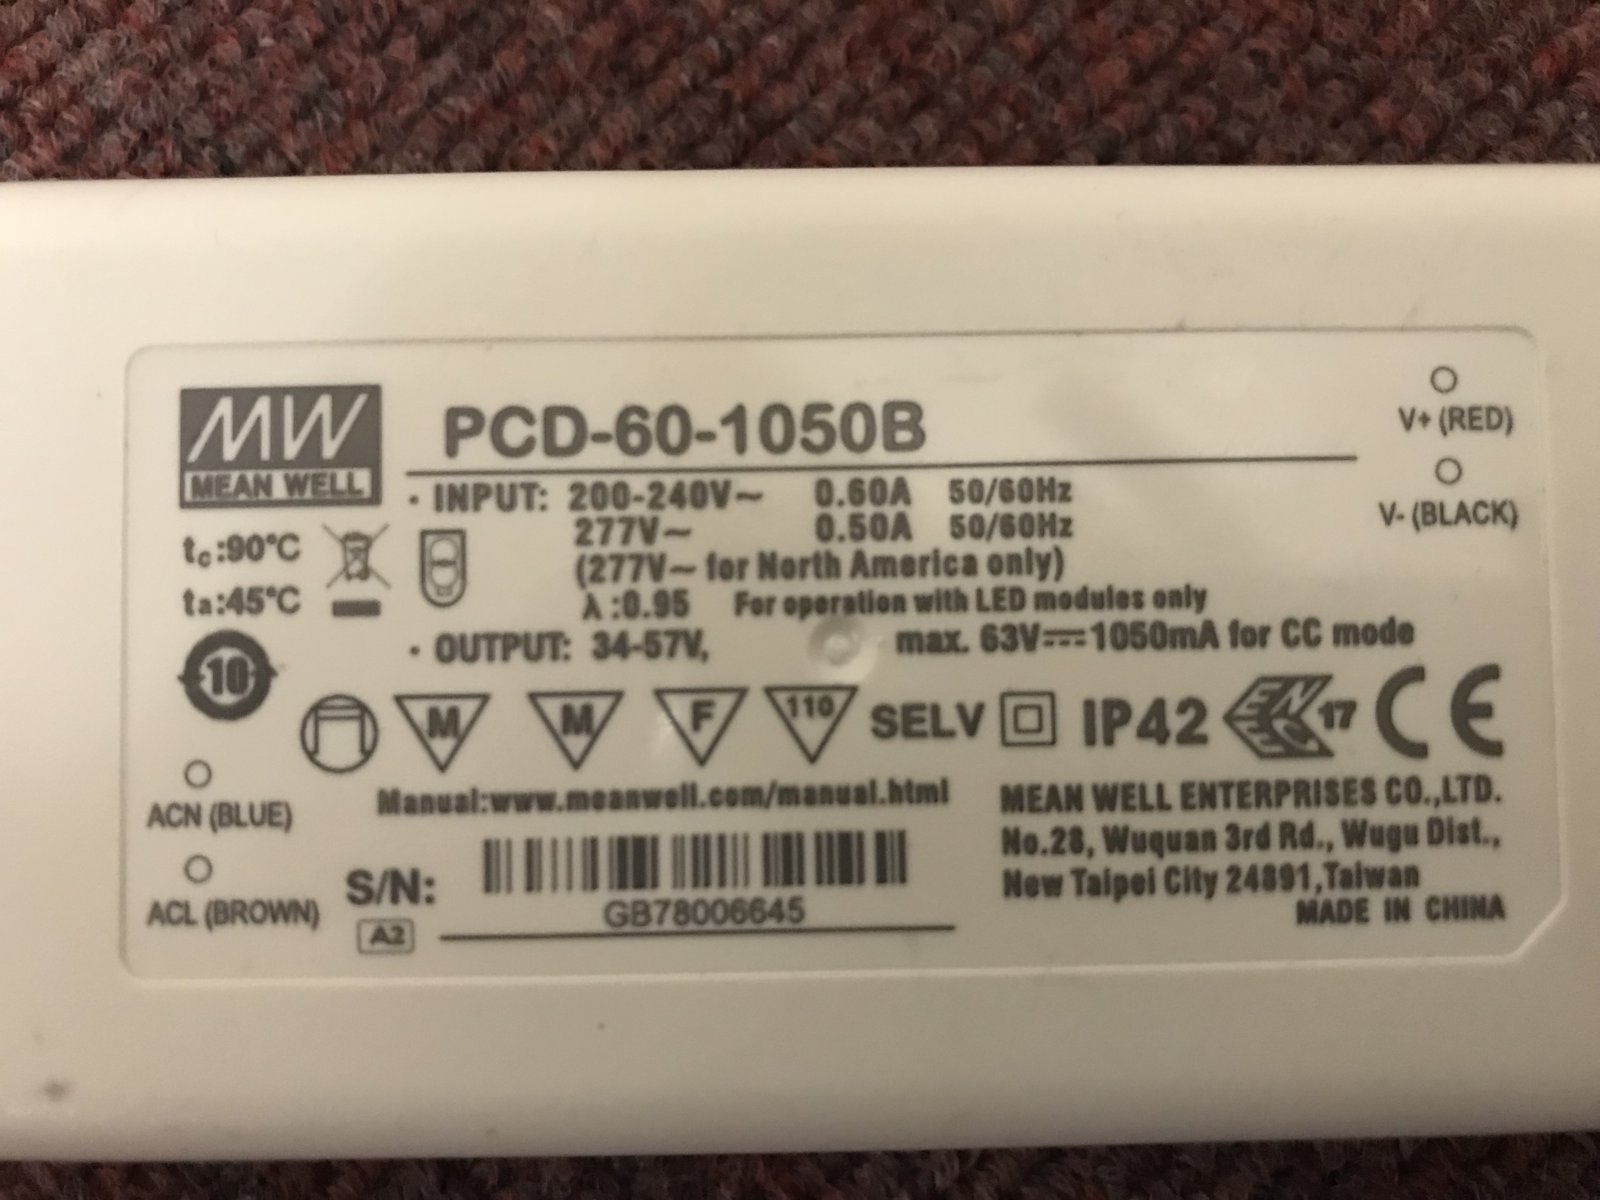 MW
MEAN WELL
PCD-60-1050B
· INPUT: 200-240V~ 0.60A 50/60Hz
277V~ 0.50A 50/60Hz
(277V~ for North America only)
λ:0.95 For operation with LED modules only
· OUTPUT: 34-57V, max. 63V⎓1050mA for CC mode
tc:90°C
ta:45°C
10
M M F 110 SELV IP42 ENEC 17 CE
V+ (RED)
V- (BLACK)
ACN (BLUE)
ACL (BROWN)
Manual:www.meanwell.com/manual.html
S/N:
A2
GB78006645
MEAN WELL ENTERPRISES CO.,LTD.
No.28, Wuquan 3rd Rd., Wugu Dist.,
New Taipei City 24891,Taiwan
MADE IN CHINA